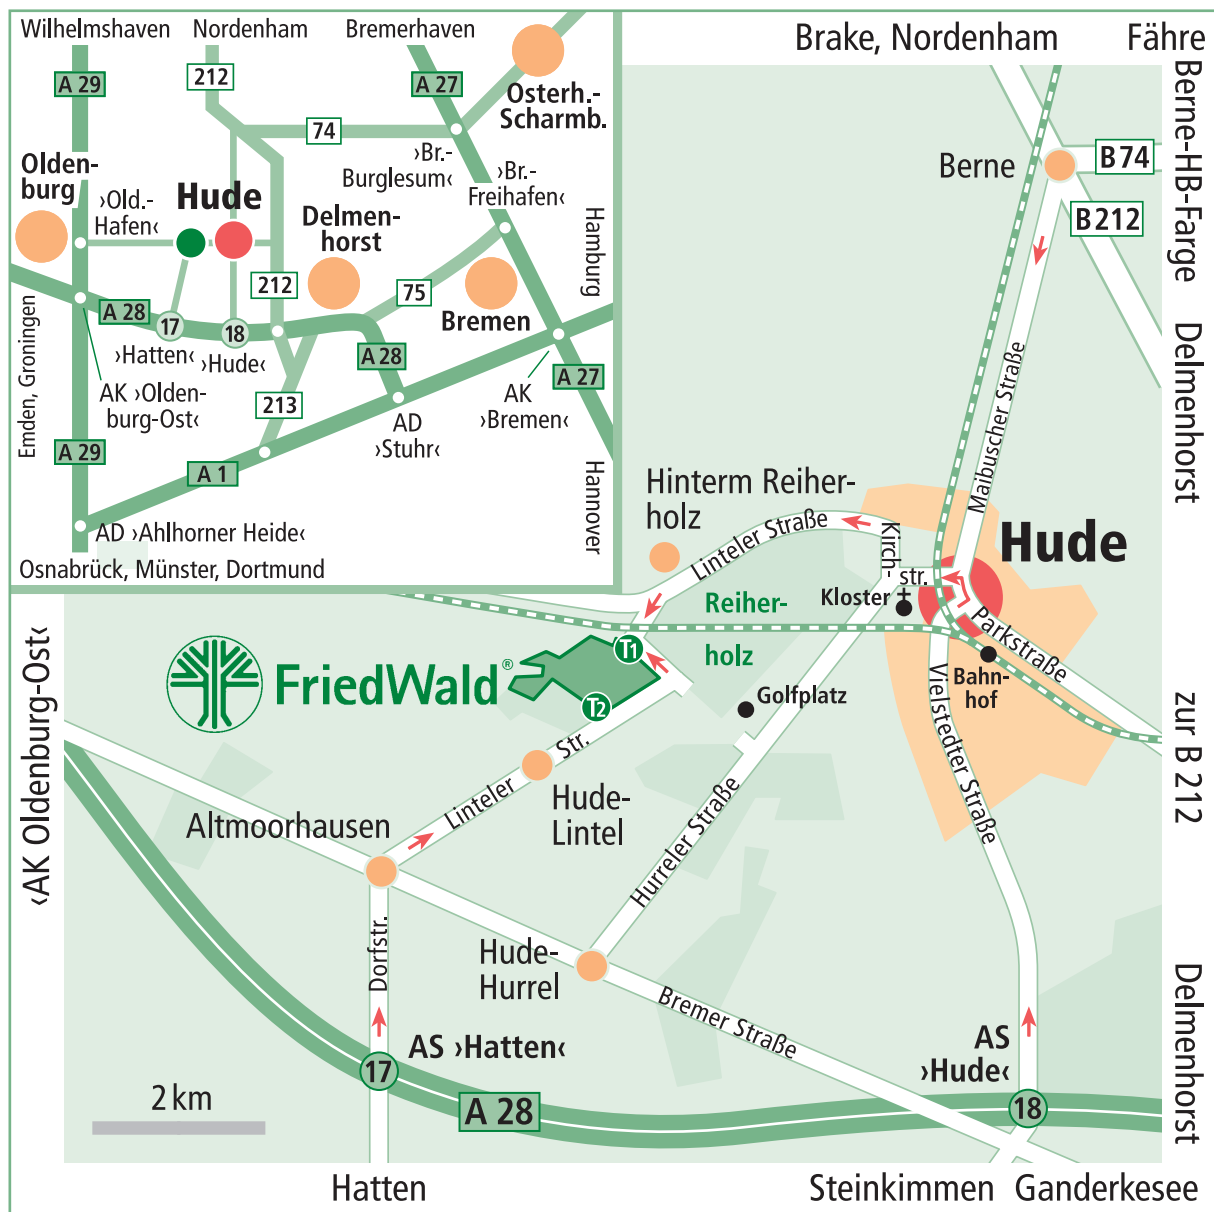 Wilhelmshaven
Nordenham
Bremerhaven
A 29
212
A 27
Osterh.-
Scharmb.
74
Olden-
burg
›Br.-
Burglesum‹
›Br.-
Freihafen‹
›Old.-
Hafen‹
Hude
Delmen-
horst
Hamburg
212
75
A 28
17
18
Bremen
›Hatten‹
›Hude‹
A 28
A 27
Emden, Groningen
AK ›Olden-
burg-Ost‹
213
AD
›Stuhr‹
AK
›Bremen‹
A 29
A 1
Hannover
AD ›Ahlhorner Heide‹
Osnabrück, Münster, Dortmund
Brake, Nordenham
Fähre
Berne-HB-Farge
Berne
B74
B212
Delmenhorst
Maibuscher Straße
Hinterm Reiher-
holz
Linteler Straße
Kirch-
str.
Hude
Kloster
Reiher-
holz
Parkstraße
Bahn-
hof
FriedWald®
T1
T2
Golfplatz
Vielstedter Straße
zur B 212
‹AK Oldenburg-Ost›
Linteler
Str.
Hude-
Lintel
Altmoorhausen
Hurreler Straße
Dorfstr.
Hude-
Hurrel
Bremer Straße
AS ›Hatten‹
17
A 28
AS
›Hude‹
18
Delmenhorst
2 km
Hatten
Steinkimmen
Ganderkesee